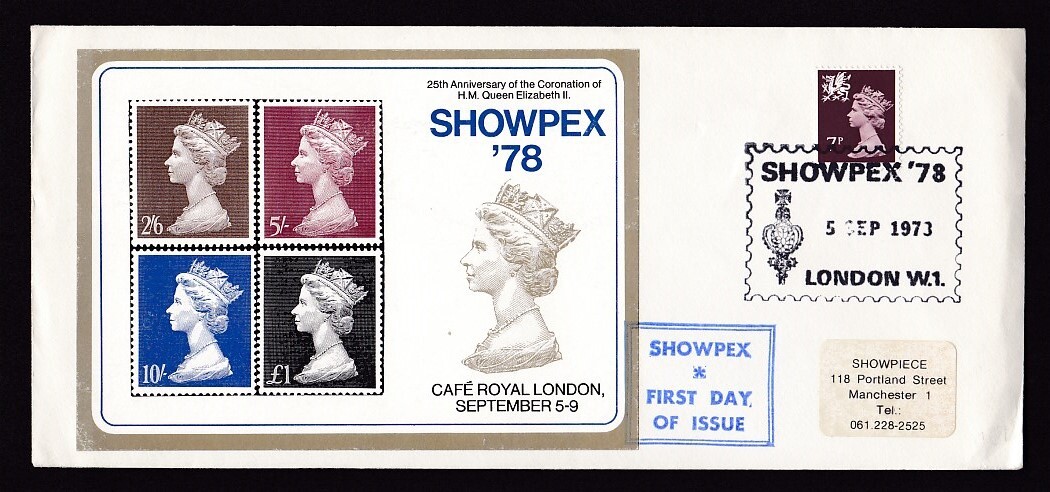 25th Anniversary of the Coronation of
H.M. Queen Elizabeth II.
SHOWPEX
'78
2/6
5/-
10/-
£1
CAFÉ ROYAL LONDON,
SEPTEMBER 5-9
7P
SHOWPEX '78
5 SEP 1973
LONDON W.1.
SHOWPEX
*
FIRST DAY,
OF ISSUE
SHOWPIECE
118 Portland Street
Manchester 1
Tel.:
061.228-2525